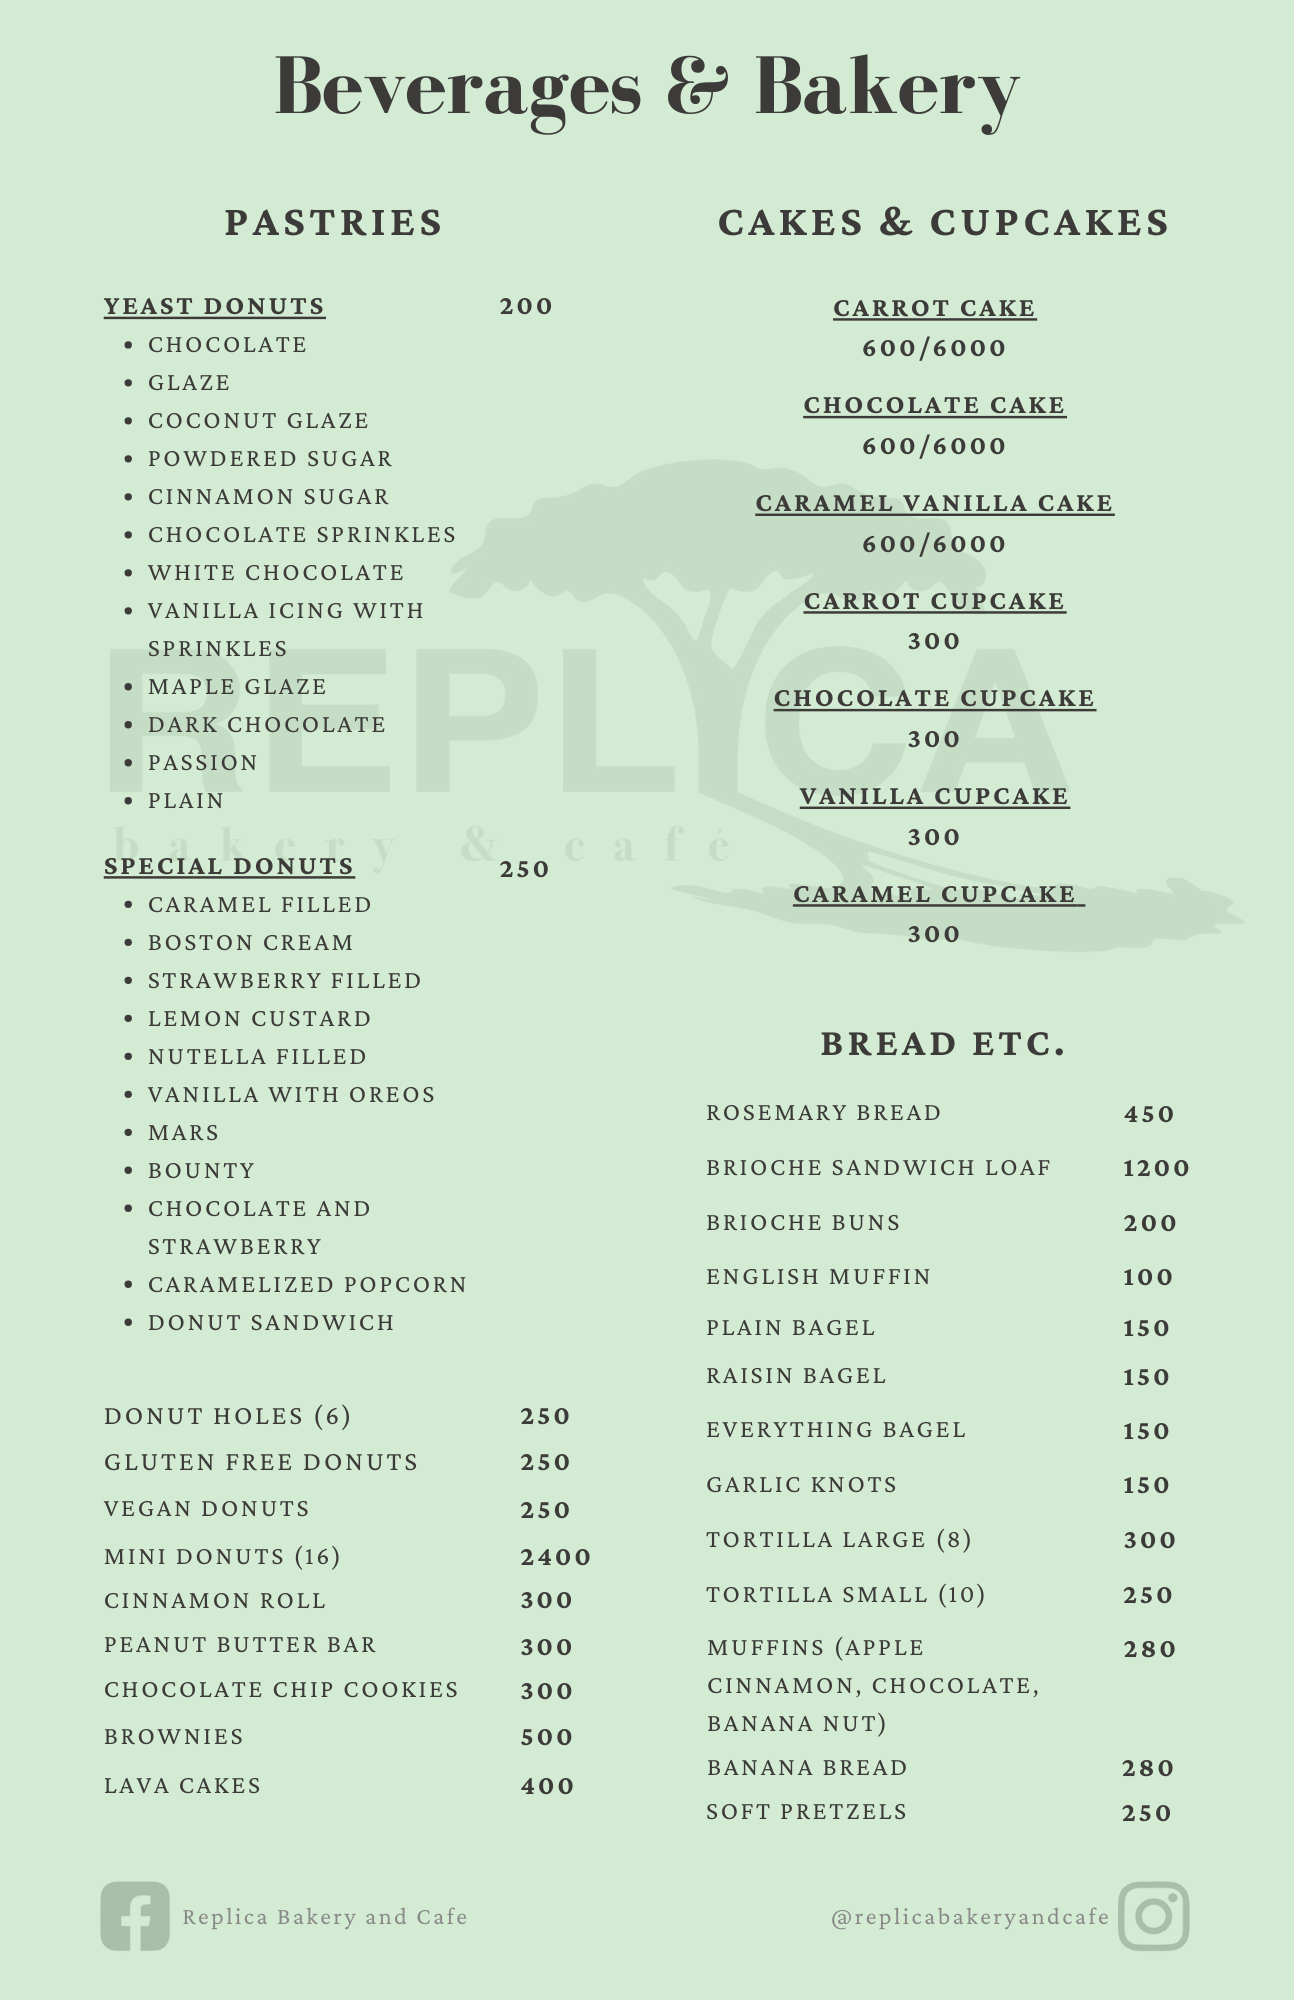 Beverages & Bakery
PASTRIES
YEAST DONUTS 200
• CHOCOLATE
• GLAZE
• COCONUT GLAZE
• POWDERED SUGAR
• CINNAMON SUGAR
• CHOCOLATE SPRINKLES
• WHITE CHOCOLATE
• VANILLA ICING WITH
SPRINKLES
• MAPLE GLAZE
• DARK CHOCOLATE
• PASSION
• PLAIN
SPECIAL DONUTS 250
• CARAMEL FILLED
• BOSTON CREAM
• STRAWBERRY FILLED
• LEMON CUSTARD
• NUTELLA FILLED
• VANILLA WITH OREOS
• MARS
• BOUNTY
• CHOCOLATE AND
STRAWBERRY
• CARAMELIZED POPCORN
• DONUT SANDWICH
DONUT HOLES (6) 250
GLUTEN FREE DONUTS 250
VEGAN DONUTS 250
MINI DONUTS (16) 2400
CINNAMON ROLL 300
PEANUT BUTTER BAR 300
CHOCOLATE CHIP COOKIES 300
BROWNIES 500
LAVA CAKES 400
CAKES & CUPCAKES
CARROT CAKE
600/6000
CHOCOLATE CAKE
600/6000
CARAMEL VANILLA CAKE
600/6000
CARROT CUPCAKE
300
CHOCOLATE CUPCAKE
300
VANILLA CUPCAKE
300
CARAMEL CUPCAKE
300
BREAD ETC.
ROSEMARY BREAD 450
BRIOCHE SANDWICH LOAF 1200
BRIOCHE BUNS 200
ENGLISH MUFFIN 100
PLAIN BAGEL 150
RAISIN BAGEL 150
EVERYTHING BAGEL 150
GARLIC KNOTS 150
TORTILLA LARGE (8) 300
TORTILLA SMALL (10) 250
MUFFINS (APPLE 280
CINNAMON, CHOCOLATE,
BANANA NUT)
BANANA BREAD 280
SOFT PRETZELS 250
REPLYCA
bakery & café
Replica Bakery and Cafe
@replicabakeryandcafe